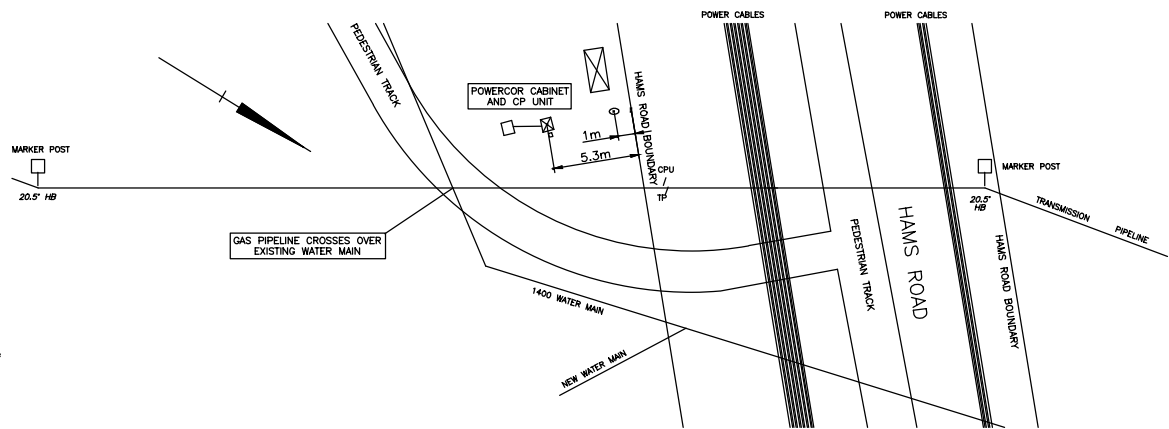 POWER CABLES
POWER CABLES
PEDESTRIAN TRACK
HAMS ROAD BOUNDARY
POWERCOR CABINET
AND CP UNIT
1m
5.3m
MARKER POST
20.5° HB
CPU
TP
MARKER POST
20.5°
HB
TRANSMISSION PIPELINE
GAS PIPELINE CROSSES OVER
EXISTING WATER MAIN
PEDESTRIAN TRACK
HAMS ROAD
HAMS ROAD BOUNDARY
1400 WATER MAIN
NEW WATER MAIN